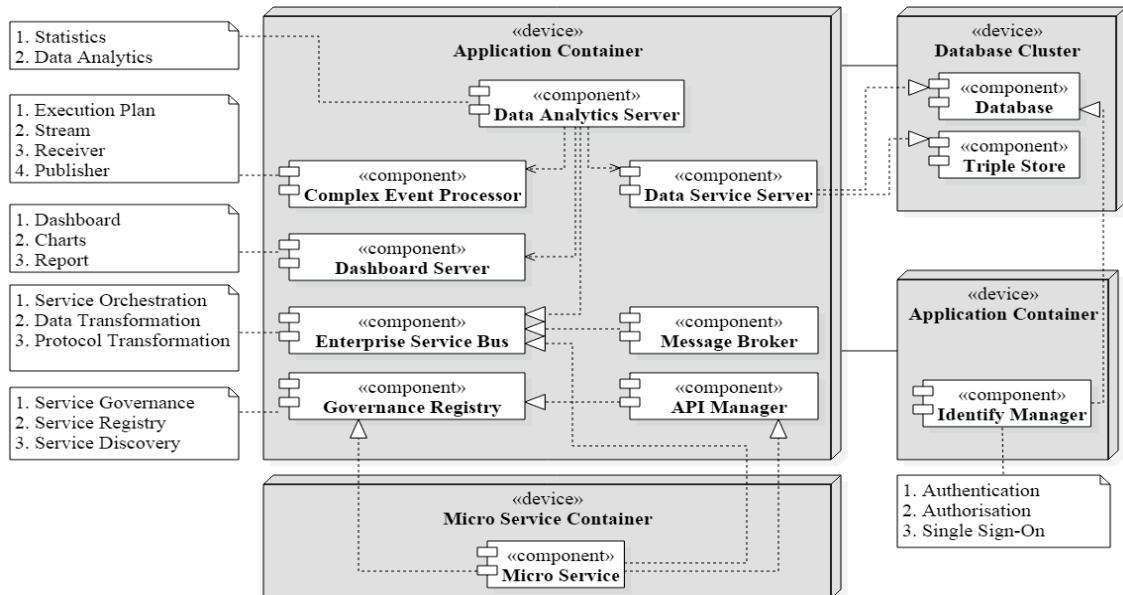 1. Statistics
2. Data Analytics
1. Execution Plan
2. Stream
3. Receiver
4. Publisher
1. Dashboard
2. Charts
3. Report
1. Service Orchestration
2. Data Transformation
3. Protocol Transformation
1. Service Governance
2. Service Registry
3. Service Discovery
«device»
Application Container
«component»
Data Analytics Server
«component»
Complex Event Processor
«component»
Data Service Server
«component»
Dashboard Server
«component»
Enterprise Service Bus
«component»
Message Broker
«component»
Governance Registry
«component»
API Manager
«device»
Micro Service Container
«component»
Micro Service
«device»
Database Cluster
«component»
Database
«component»
Triple Store
«device»
Application Container
«component»
Identify Manager
1. Authentication
2. Authorisation
3. Single Sign-On